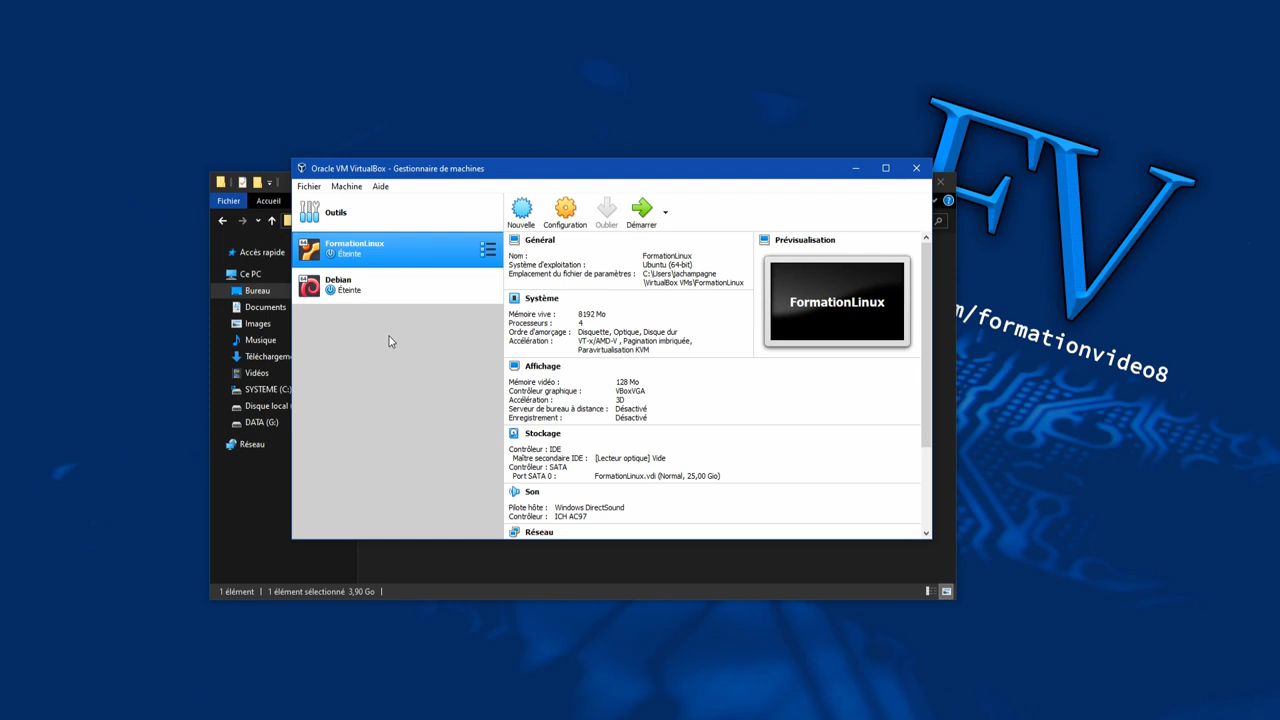 FV
m/formationvideo8
Fichier
Accueil
Accès rapide
Ce PC
Bureau
Documents
Images
Musique
Téléchargeme
Vidéos
SYSTEME (C:)
Disque local
DATA (G:)
Réseau
1 élément
1 élément sélectionné 3,90 Go
Oracle VM VirtualBox - Gestionnaire de machines
Fichier Machine Aide
Outils
FormationLinux
Éteinte
Debian
Éteinte
Nouvelle Configuration Oublier Démarrer
Général
Nom : FormationLinux
Système d'exploitation : Ubuntu (64-bit)
Emplacement du fichier de paramètres : C:\Users\jachampagne
\VirtualBox VMs\FormationLinux
Système
Mémoire vive : 8192 Mo
Processeurs : 4
Ordre d'amorçage : Disquette, Optique, Disque dur
Accélération : VT-x/AMD-V , Pagination imbriquée,
Paravirtualisation KVM
Prévisualisation
FormationLinux
Affichage
Mémoire vidéo : 128 Mo
Contrôleur graphique : VBoxVGA
Accélération : 3D
Serveur de bureau à distance : Désactivé
Enregistrement : Désactivé
Stockage
Contrôleur : IDE
Maître secondaire IDE : [Lecteur optique] Vide
Contrôleur : SATA
Port SATA 0 : FormationLinux.vdi (Normal, 25,00 Gio)
Son
Pilote hôte : Windows DirectSound
Contrôleur : ICH AC97
Réseau